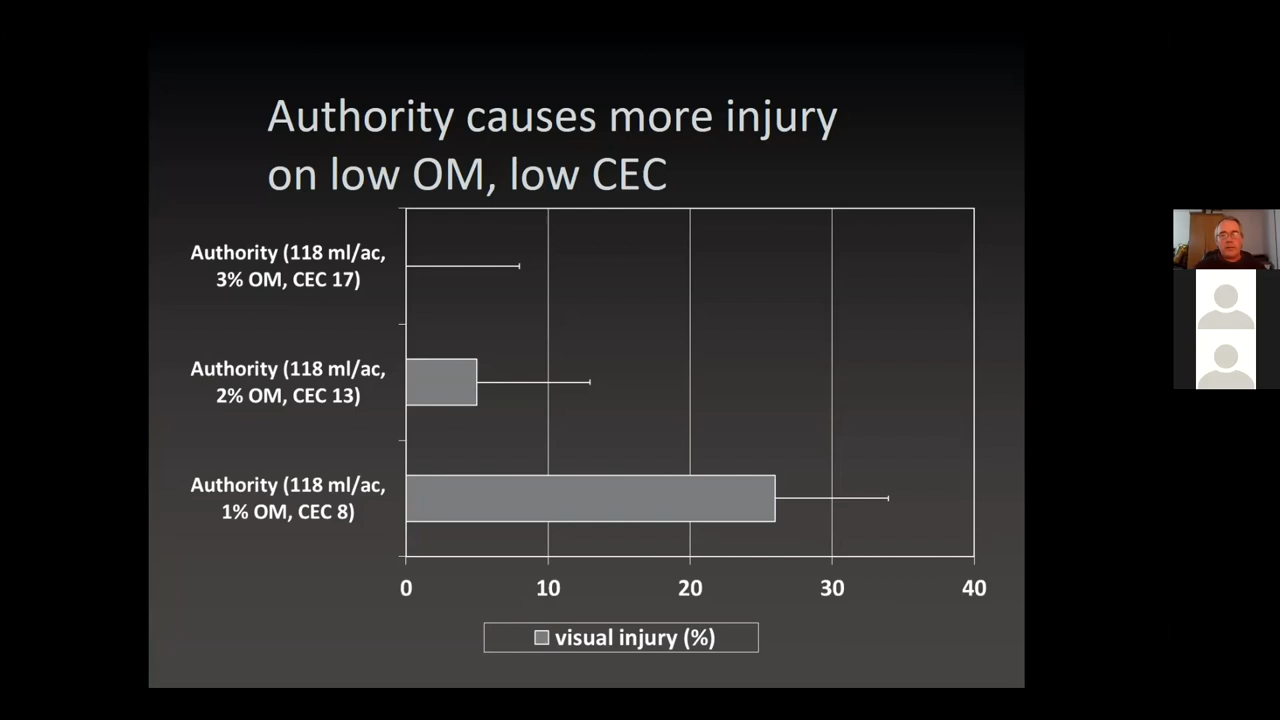 Authority causes more injury
on low OM, low CEC
Authority (118 ml/ac,
3% OM, CEC 17)
Authority (118 ml/ac,
2% OM, CEC 13)
Authority (118 ml/ac,
1% OM, CEC 8)
0 10 20 30 40
visual injury (%)